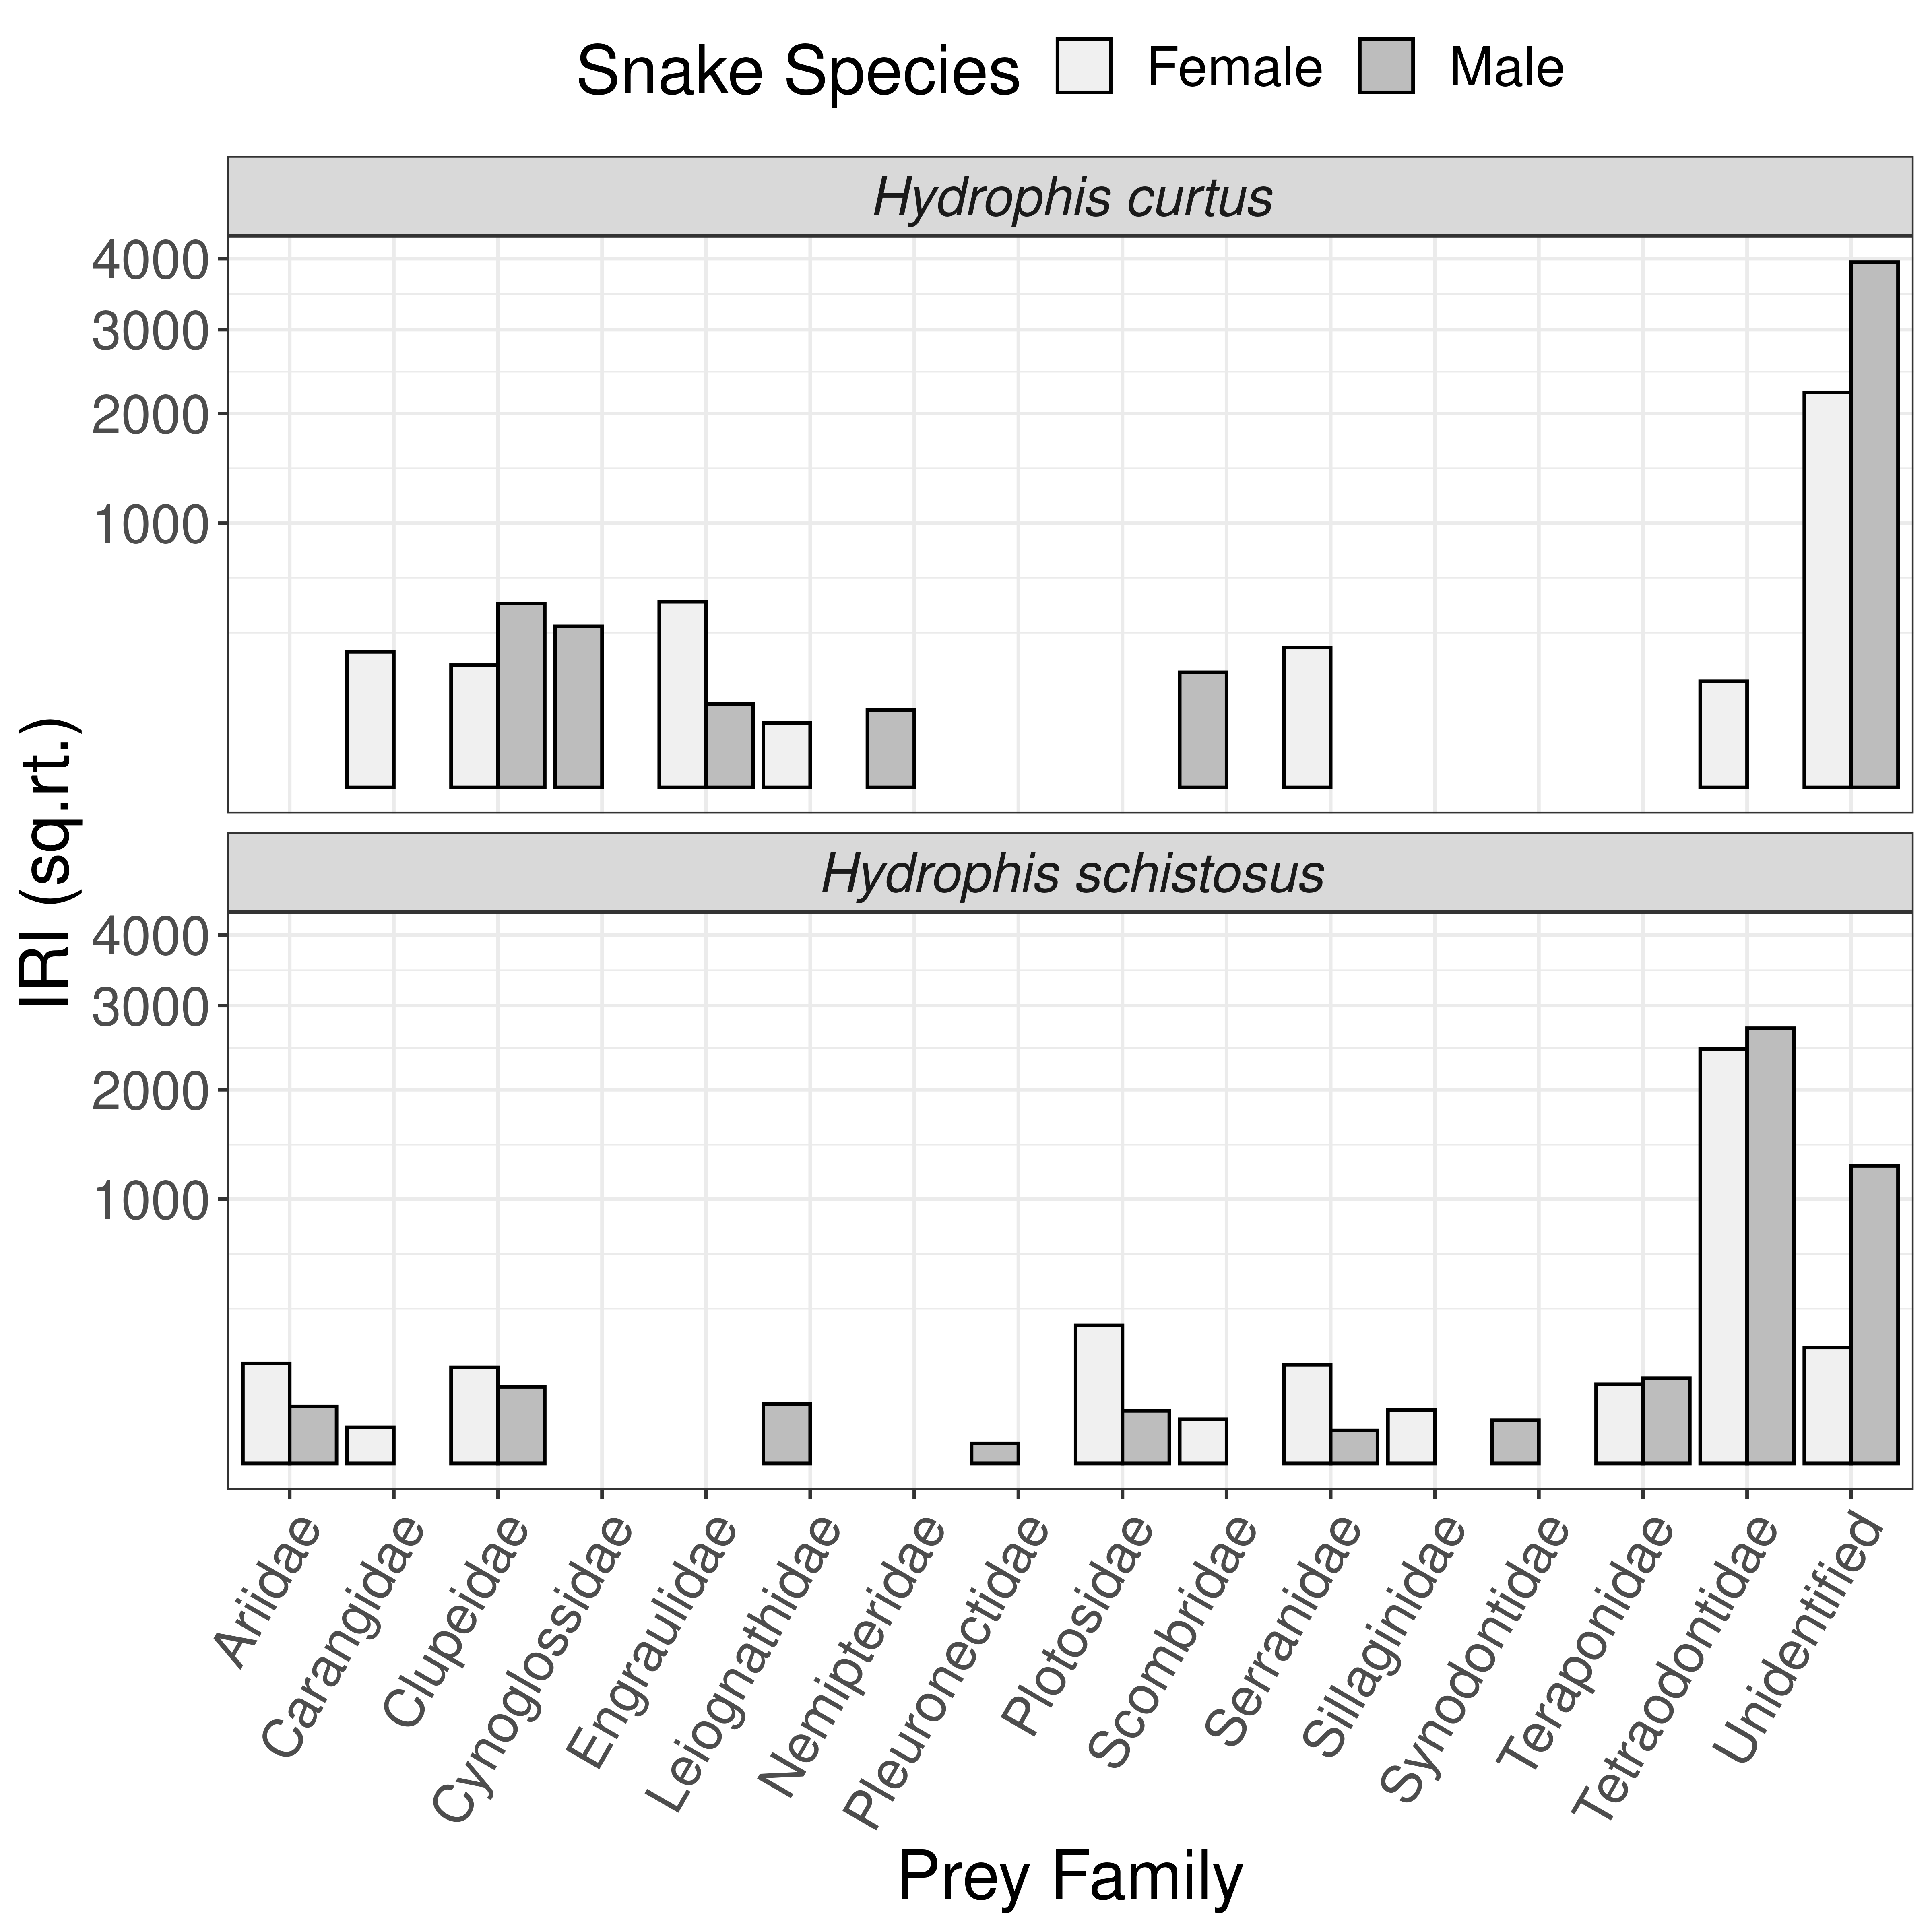 Snake Species Female Male
Hydrophis curtus
4000
3000
2000
1000
IRI (sq.rt.)
Hydrophis schistosus
4000
3000
2000
1000
Ariidae
Carangidae
Clupeidae
Cynoglossidae
Engraulidae
Leiognathidae
Nemipteridae
Pleuronectidae
Plotosidae
Scombridae
Serranidae
Sillaginidae
Synodontidae
Teraponidae
Tetraodontidae
Unidentified
Prey Family